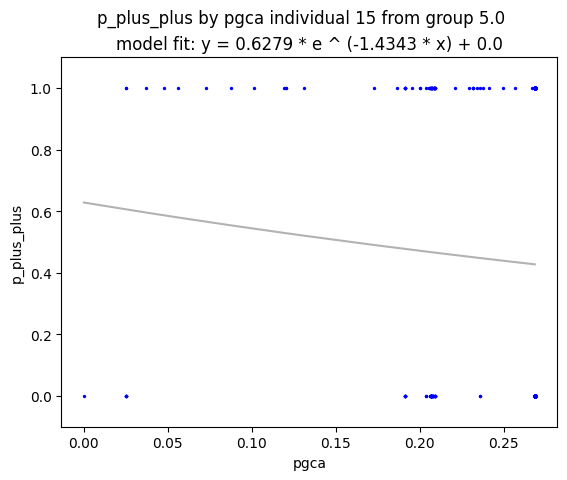 p_plus_plus by pgca individual 15 from group 5.0
model fit: y = 0.6279 * e ^ (-1.4343 * x) + 0.0
1.0
0.8
0.6
0.4
0.2
0.0
p_plus_plus
0.00 0.05 0.10 0.15 0.20 0.25
pgca